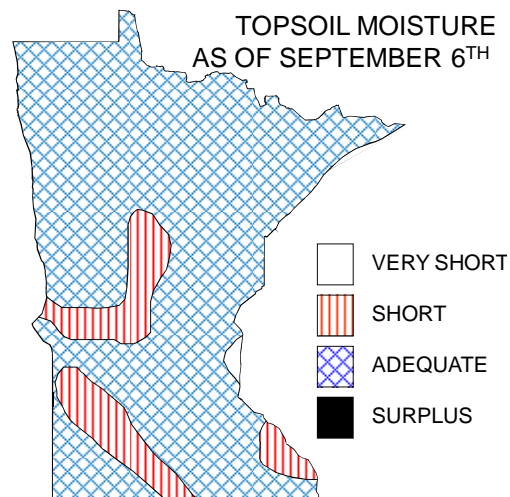 TOPSOIL MOISTURE
AS OF SEPTEMBER 6TH
VERY SHORT
SHORT
ADEQUATE
SURPLUS